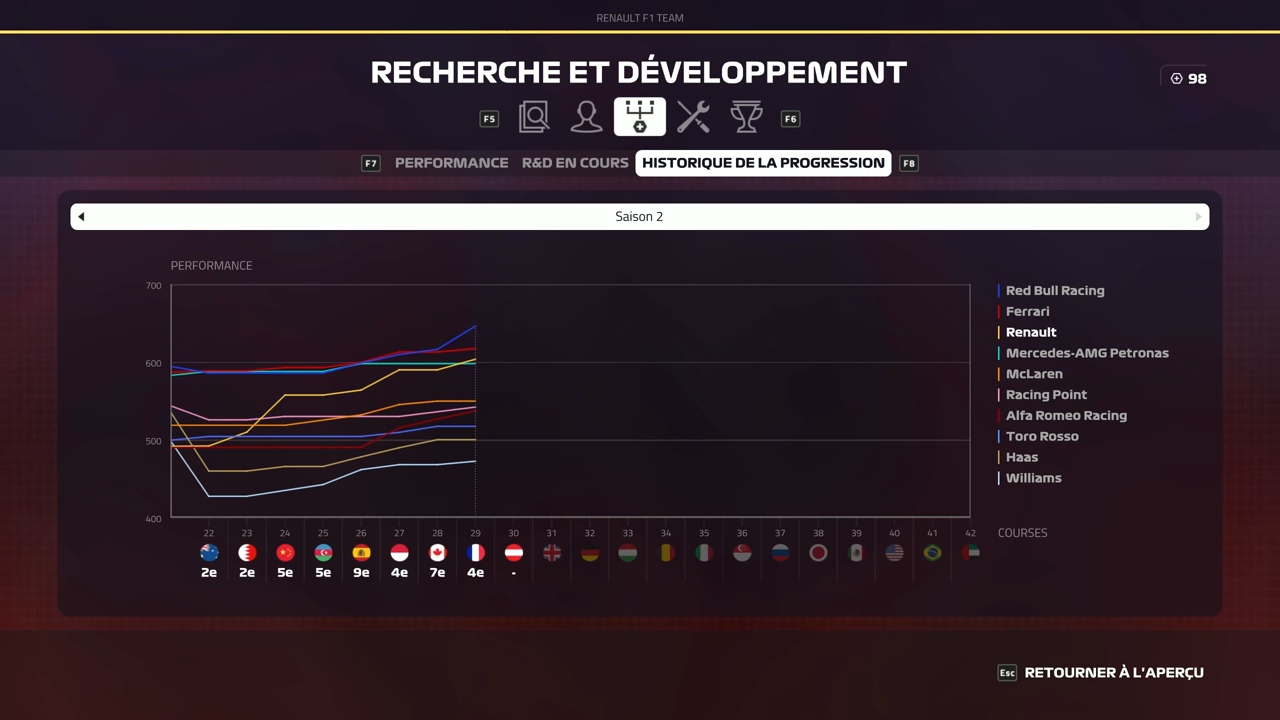 RENAULT F1 TEAM
RECHERCHE ET DÉVELOPPEMENT
98
F5
F6
F7 PERFORMANCE R&D EN COURS HISTORIQUE DE LA PROGRESSION F8
Saison 2
PERFORMANCE
700
600
500
400
Red Bull Racing
Ferrari
Renault
Mercedes-AMG Petronas
McLaren
Racing Point
Alfa Romeo Racing
Toro Rosso
Haas
Williams
22 23 24 25 26 27 28 29 30 31 32 33 34 35 36 37 38 39 40 41 42 COURSES
2e 2e 5e 5e 9e 4e 7e 4e -
Esc RETOURNER À L'APERÇU